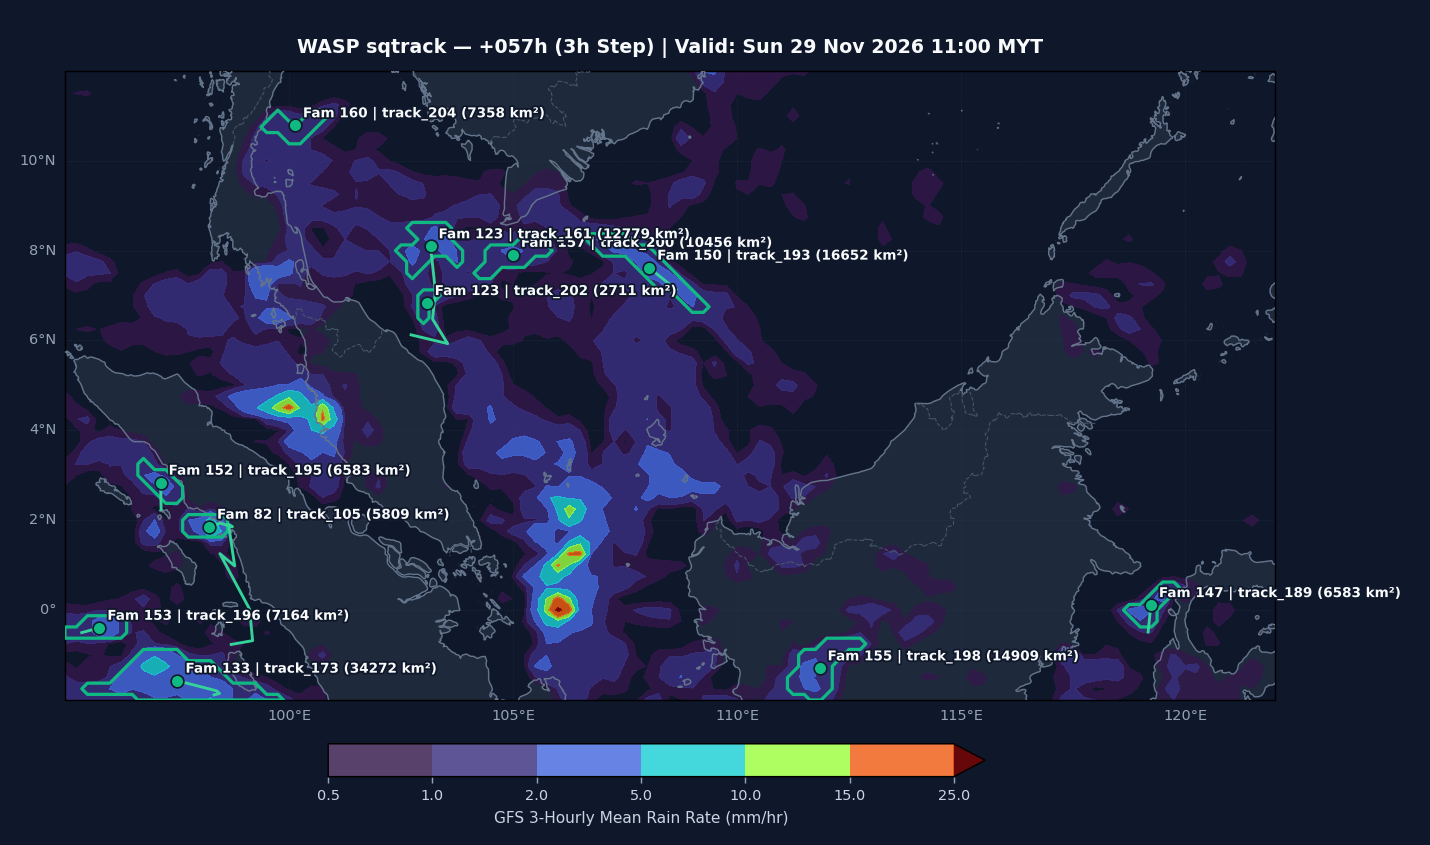 WASP sqtrack — +057h (3h Step) | Valid: Sun 29 Nov 2026 11:00 MYT
Fam 160 | track_204 (7358 km²)
10°N
Fam 123 | track_161 (12779 km²)
Fam 157 | track_200 (10456 km²)
8°N
Fam 150 | track_193 (16652 km²)
Fam 123 | track_202 (2711 km²)
6°N
4°N
Fam 152 | track_195 (6583 km²)
2°N
Fam 82 | track_105 (5809 km²)
Fam 147 | track_189 (6583 km²)
0°
Fam 153 | track_196 (7164 km²)
Fam 155 | track_198 (14909 km²)
Fam 133 | track_173 (34272 km²)
100°E 105°E 110°E 115°E 120°E
0.5 1.0 2.0 5.0 10.0 15.0 25.0
GFS 3-Hourly Mean Rain Rate (mm/hr)